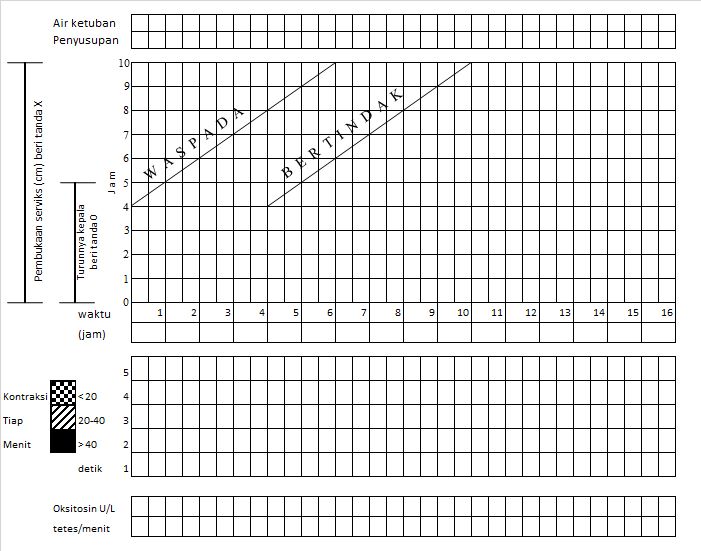 Air ketuban
Penyusupan
Pembukaan serviks (cm) beri tanda X
Turunnya kepala
beri tanda 0
Jam
10
9
8
7
6
5
4
3
2
1
0
WASPADA
BERTINDAK
waktu
(jam)
1 2 3 4 5 6 7 8 9 10 11 12 13 14 15 16
Kontraksi
Tiap
Menit
<20
20-40
>40
detik
5
4
3
2
1
Oksitosin U/L
tetes/menit